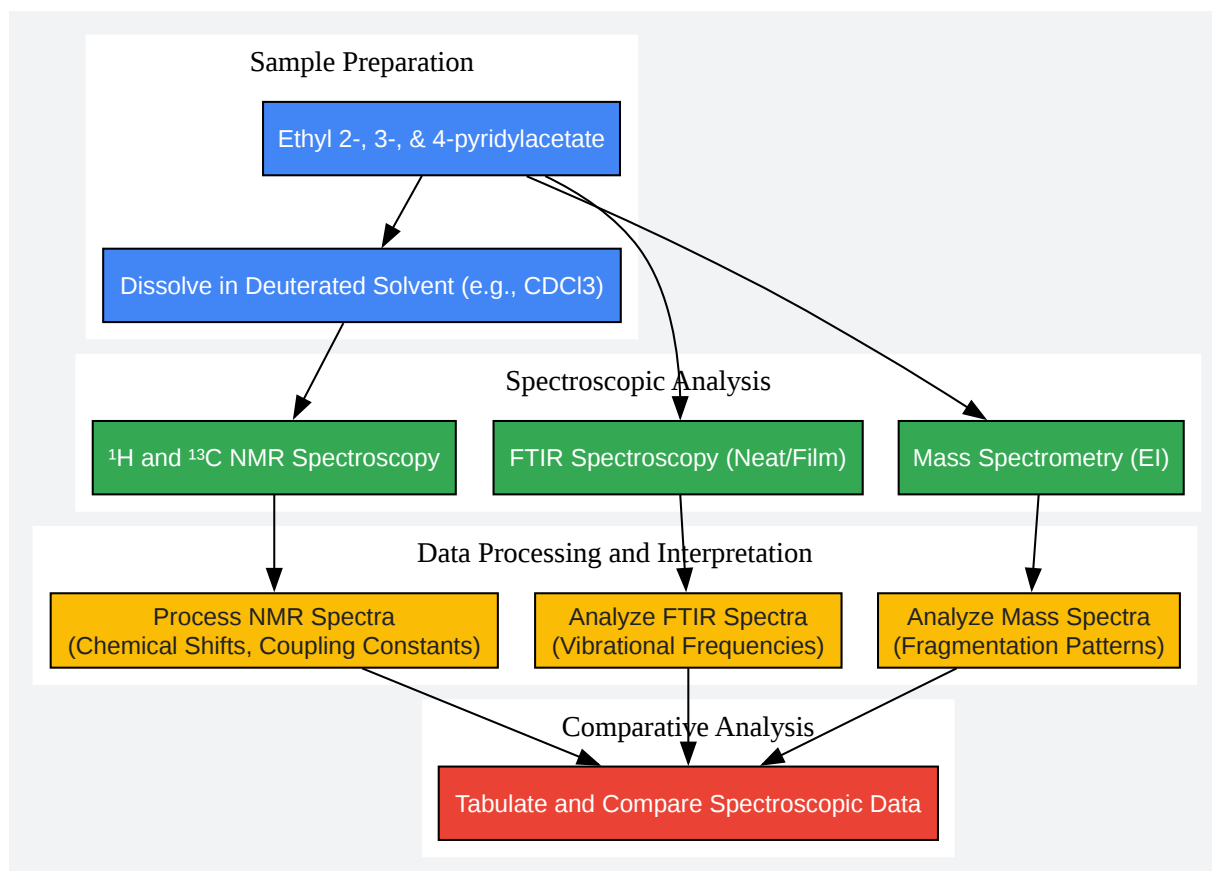 Sample Preparation
Ethyl 2-, 3-, & 4-pyridylacetate
Dissolve in Deuterated Solvent (e.g., CDCl3)
Spectroscopic Analysis
¹H and ¹³C NMR Spectroscopy
FTIR Spectroscopy (Neat/Film)
Mass Spectrometry (EI)
Data Processing and Interpretation
Process NMR Spectra
(Chemical Shifts, Coupling Constants)
Analyze FTIR Spectra
(Vibrational Frequencies)
Analyze Mass Spectra
(Fragmentation Patterns)
Comparative Analysis
Tabulate and Compare Spectroscopic Data